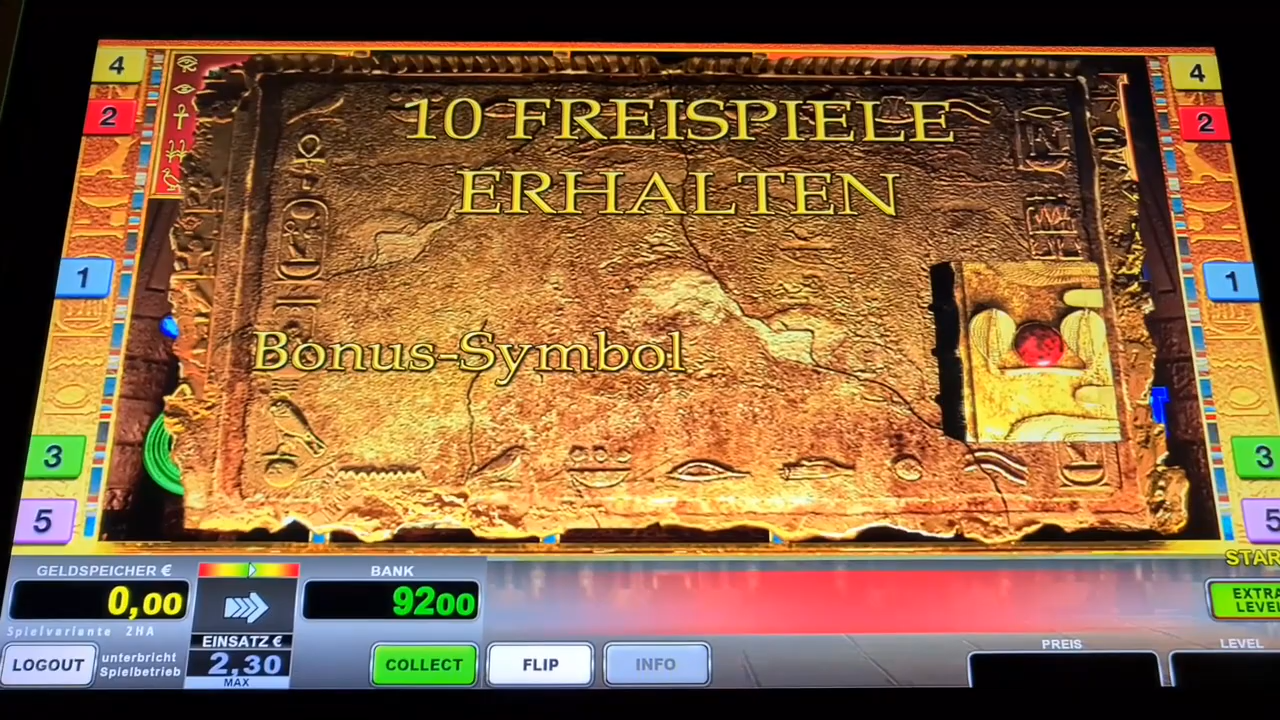 10 FREISPIELE
ERHALTEN
Bonus-Symbol
4
2
1
3
5
4
2
1
3
5
STAR
GELDSPEICHER €
0,00
BANK
9200
EXTRA
LEVEL
Spielvariante 2HA
EINSATZ €
2,30
MAX
LOGOUT
unterbricht
Spielbetrieb
COLLECT
FLIP
INFO
PREIS
LEVEL